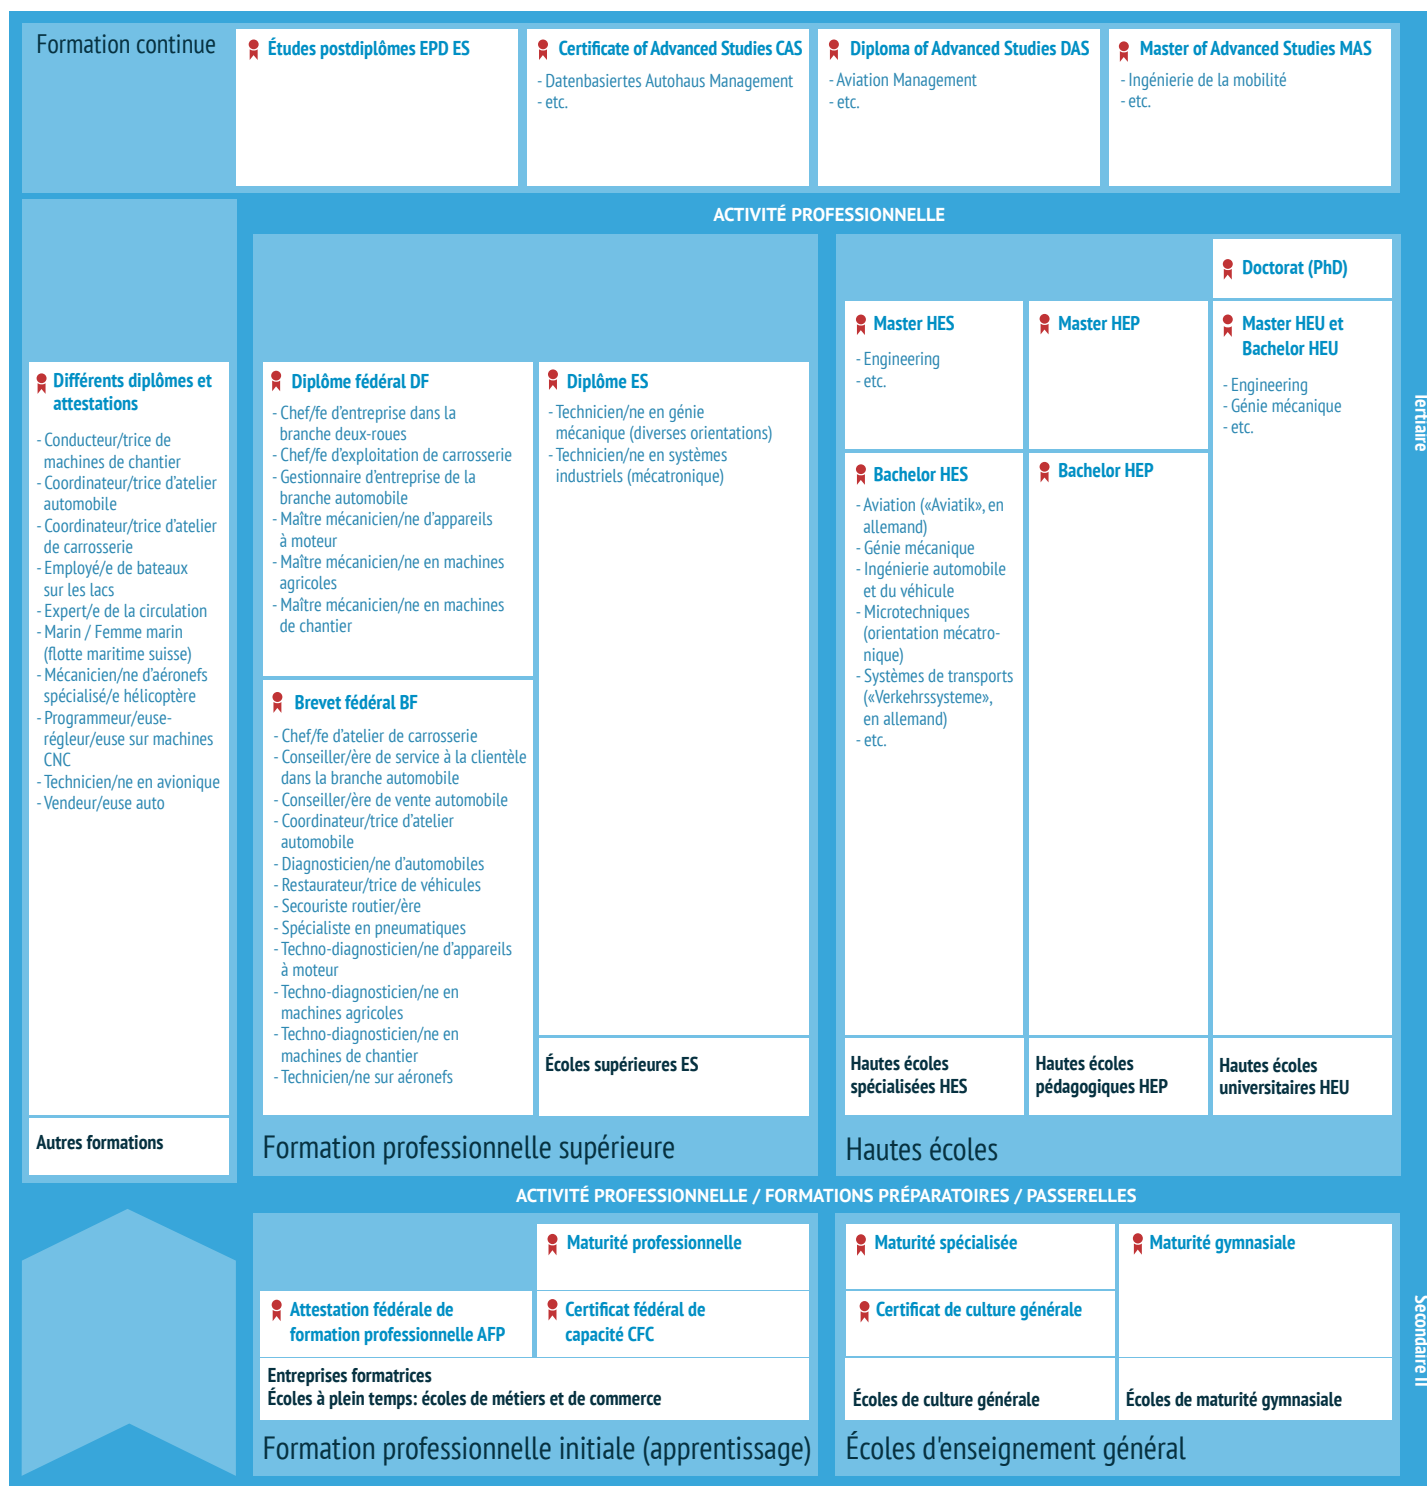 Formation continue
Études postdiplômes EPD ES
Certificate of Advanced Studies CAS
- Datenbasiertes Autohaus Management
- etc.
Diploma of Advanced Studies DAS
- Aviation Management
- etc.
Master of Advanced Studies MAS
- Ingénierie de la mobilité
- etc.
ACTIVITÉ PROFESSIONNELLE
Différents diplômes et
attestations
- Conducteur/trice de
machines de chantier
- Coordinateur/trice d'atelier
automobile
- Coordinateur/trice d'atelier
de carrosserie
- Employé/e de bateaux
sur les lacs
- Expert/e de la circulation
- Marin / Femme marin
(flotte maritime suisse)
- Mécanicien/ne d'aéronefs
spécialisé/e hélicoptère
- Programmeur/euse-
régleur/euse sur machines
CNC
- Technicien/ne en avionique
- Vendeur/euse auto
Autres formations
Diplôme fédéral DF
- Chef/fe d'entreprise dans la
branche deux-roues
- Chef/fe d'exploitation de carrosserie
- Gestionnaire d'entreprise de la
branche automobile
- Maître mécanicien/ne d'appareils
à moteur
- Maître mécanicien/ne en machines
agricoles
- Maître mécanicien/ne en machines
de chantier
Brevet fédéral BF
- Chef/fe d'atelier de carrosserie
- Conseiller/ère de service à la clientèle
dans la branche automobile
- Conseiller/ère de vente automobile
- Coordinateur/trice d'atelier
automobile
- Diagnosticien/ne d'automobiles
- Restaurateur/trice de véhicules
- Secouriste routier/ère
- Spécialiste en pneumatiques
- Techno-diagnosticien/ne d'appareils
à moteur
- Techno-diagnosticien/ne en
machines agricoles
- Techno-diagnosticien/ne en
machines de chantier
- Technicien/ne sur aéronefs
Diplôme ES
- Technicien/ne en génie
mécanique (diverses orientations)
- Technicien/ne en systèmes
industriels (mécatronique)
Écoles supérieures ES
Formation professionnelle supérieure
Master HES
- Engineering
- etc.
Bachelor HES
- Aviation («Aviatik», en
allemand)
- Génie mécanique
- Ingénierie automobile
et du véhicule
- Microtechniques
(orientation mécatro-
nique)
- Systèmes de transports
(«Verkehrssysteme»,
en allemand)
- etc.
Hautes écoles
spécialisées HES
Master HEP
Bachelor HEP
Hautes écoles
pédagogiques HEP
Doctorat (PhD)
Master HEU et
Bachelor HEU
- Engineering
- Génie mécanique
- etc.
Hautes écoles
universitaires HEU
Hautes écoles
Tertiaire
ACTIVITÉ PROFESSIONNELLE / FORMATIONS PRÉPARATOIRES / PASSERELLES
Maturité professionnelle
Attestation fédérale de
formation professionnelle AFP
Certificat fédéral de
capacité CFC
Entreprises formatrices
Écoles à plein temps: écoles de métiers et de commerce
Formation professionnelle initiale (apprentissage)
Maturité spécialisée
Certificat de culture générale
Écoles de culture générale
Maturité gymnasiale
Écoles de maturité gymnasiale
Écoles d'enseignement général
Secondaire II